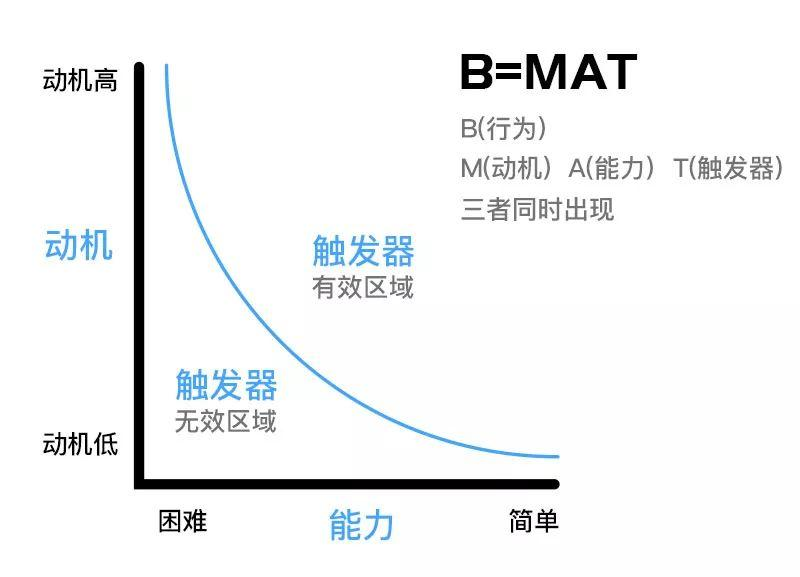 动机高
B=MAT
B(行为)
M(动机) A(能力) T(触发器)
三者同时出现
动机
触发器
有效区域
触发器
无效区域
动机低
困难
能力
简单